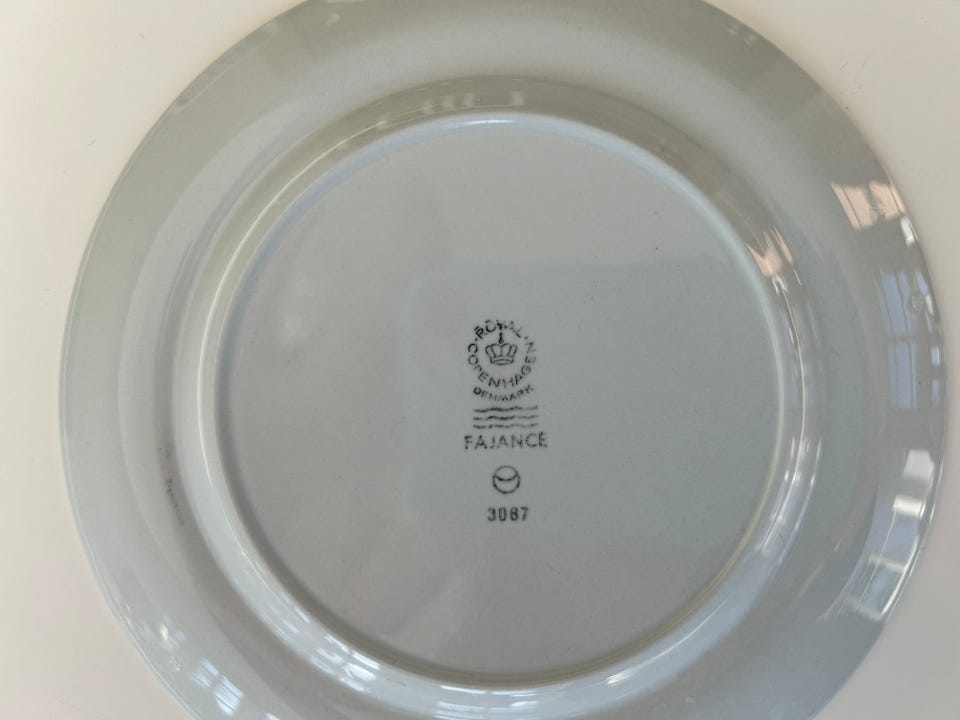 ROYAL COPENHAGEN
DENMARK
FAJANCE
3067